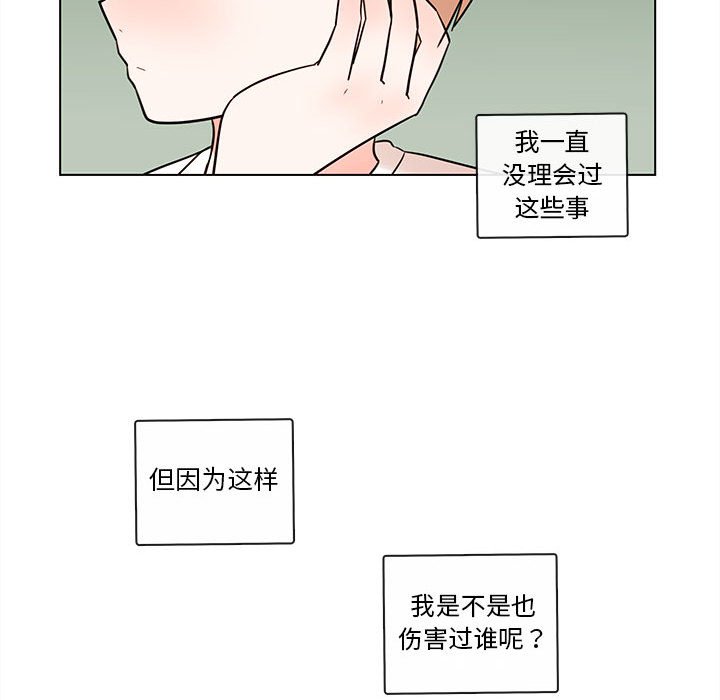 我一直
没理会过
这些事
但因为这样
我是不是也
伤害过谁呢？